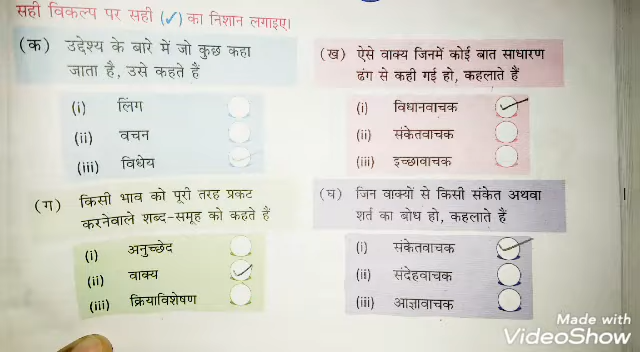 सही विकल्प पर सही (✓) का निशान लगाइए।
(क) उद्देश्य के बारे में जो कुछ कहा
जाता है, उसे कहते हैं
(i) लिंग
(ii) वचन
(iii) विधेय
(ख) ऐसे वाक्य जिनमें कोई बात साधारण
ढंग से कही गई हो, कहलाते हैं
(i) विधानवाचक
(ii) संकेतवाचक
(iii) इच्छावाचक
(ग) किसी भाव को पूरी तरह प्रकट
करनेवाले शब्द-समूह को कहते हैं
(i) अनुच्छेद
(ii) वाक्य
(iii) क्रियाविशेषण
(घ) जिन वाक्यों से किसी संकेत अथवा
शर्त का बोध हो, कहलाते हैं
(i) संकेतवाचक
(ii) संदेहवाचक
(iii) आज्ञावाचक
Made with
VideoShow